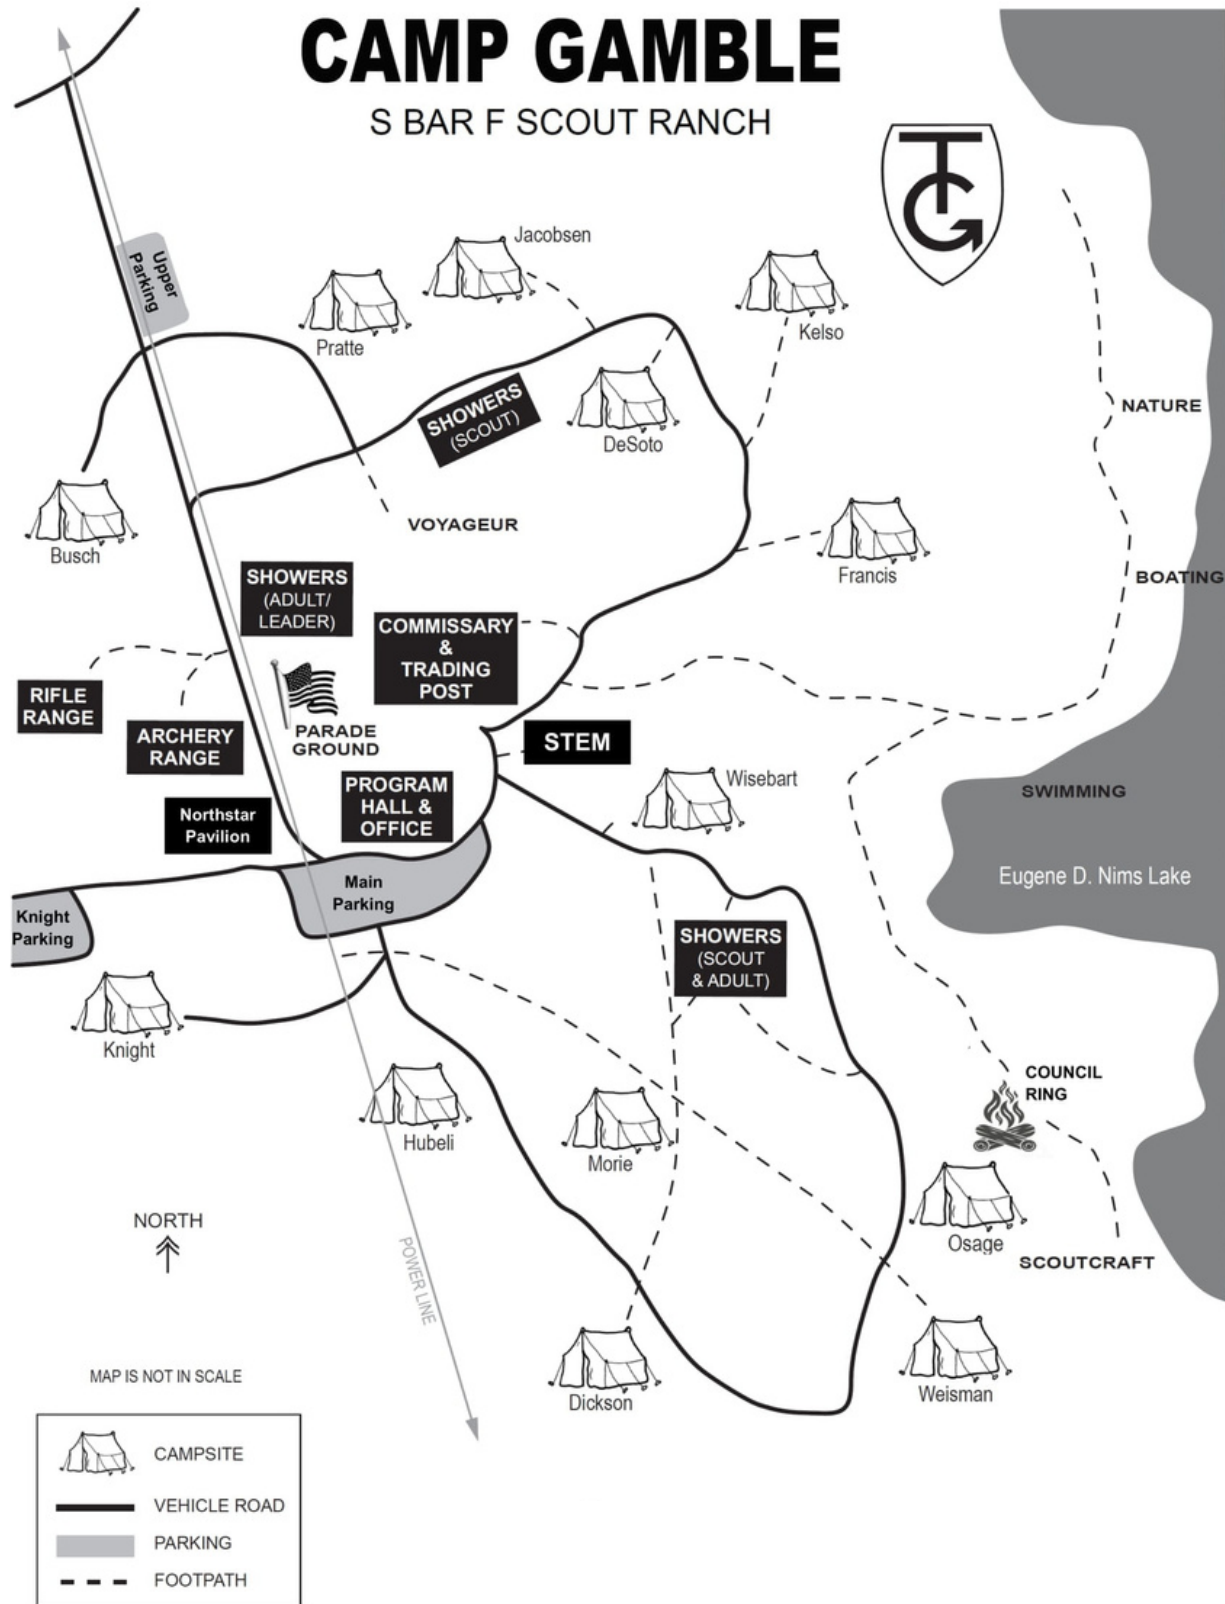 CAMP GAMBLE
S BAR F SCOUT RANCH
TG
Upper
Parking
Jacobsen
Pratte
Kelso
SHOWERS
(SCOUT)
DeSoto
NATURE
VOYAGEUR
Busch
Francis
BOATING
SHOWERS
(ADULT/
LEADER)
COMMISSARY
&
TRADING
POST
RIFLE
RANGE
ARCHERY
RANGE
PARADE
GROUND
STEM
PROGRAM
HALL &
OFFICE
Wisebart
SWIMMING
Northstar
Pavilion
Eugene D. Nims Lake
Main
Parking
Knight
Parking
SHOWERS
(SCOUT
& ADULT)
Knight
COUNCIL
RING
Hubeli
Morie
Osage
SCOUTCRAFT
NORTH
POWER LINE
MAP IS NOT IN SCALE
Dickson
Weisman
CAMPSITE
VEHICLE ROAD
PARKING
FOOTPATH